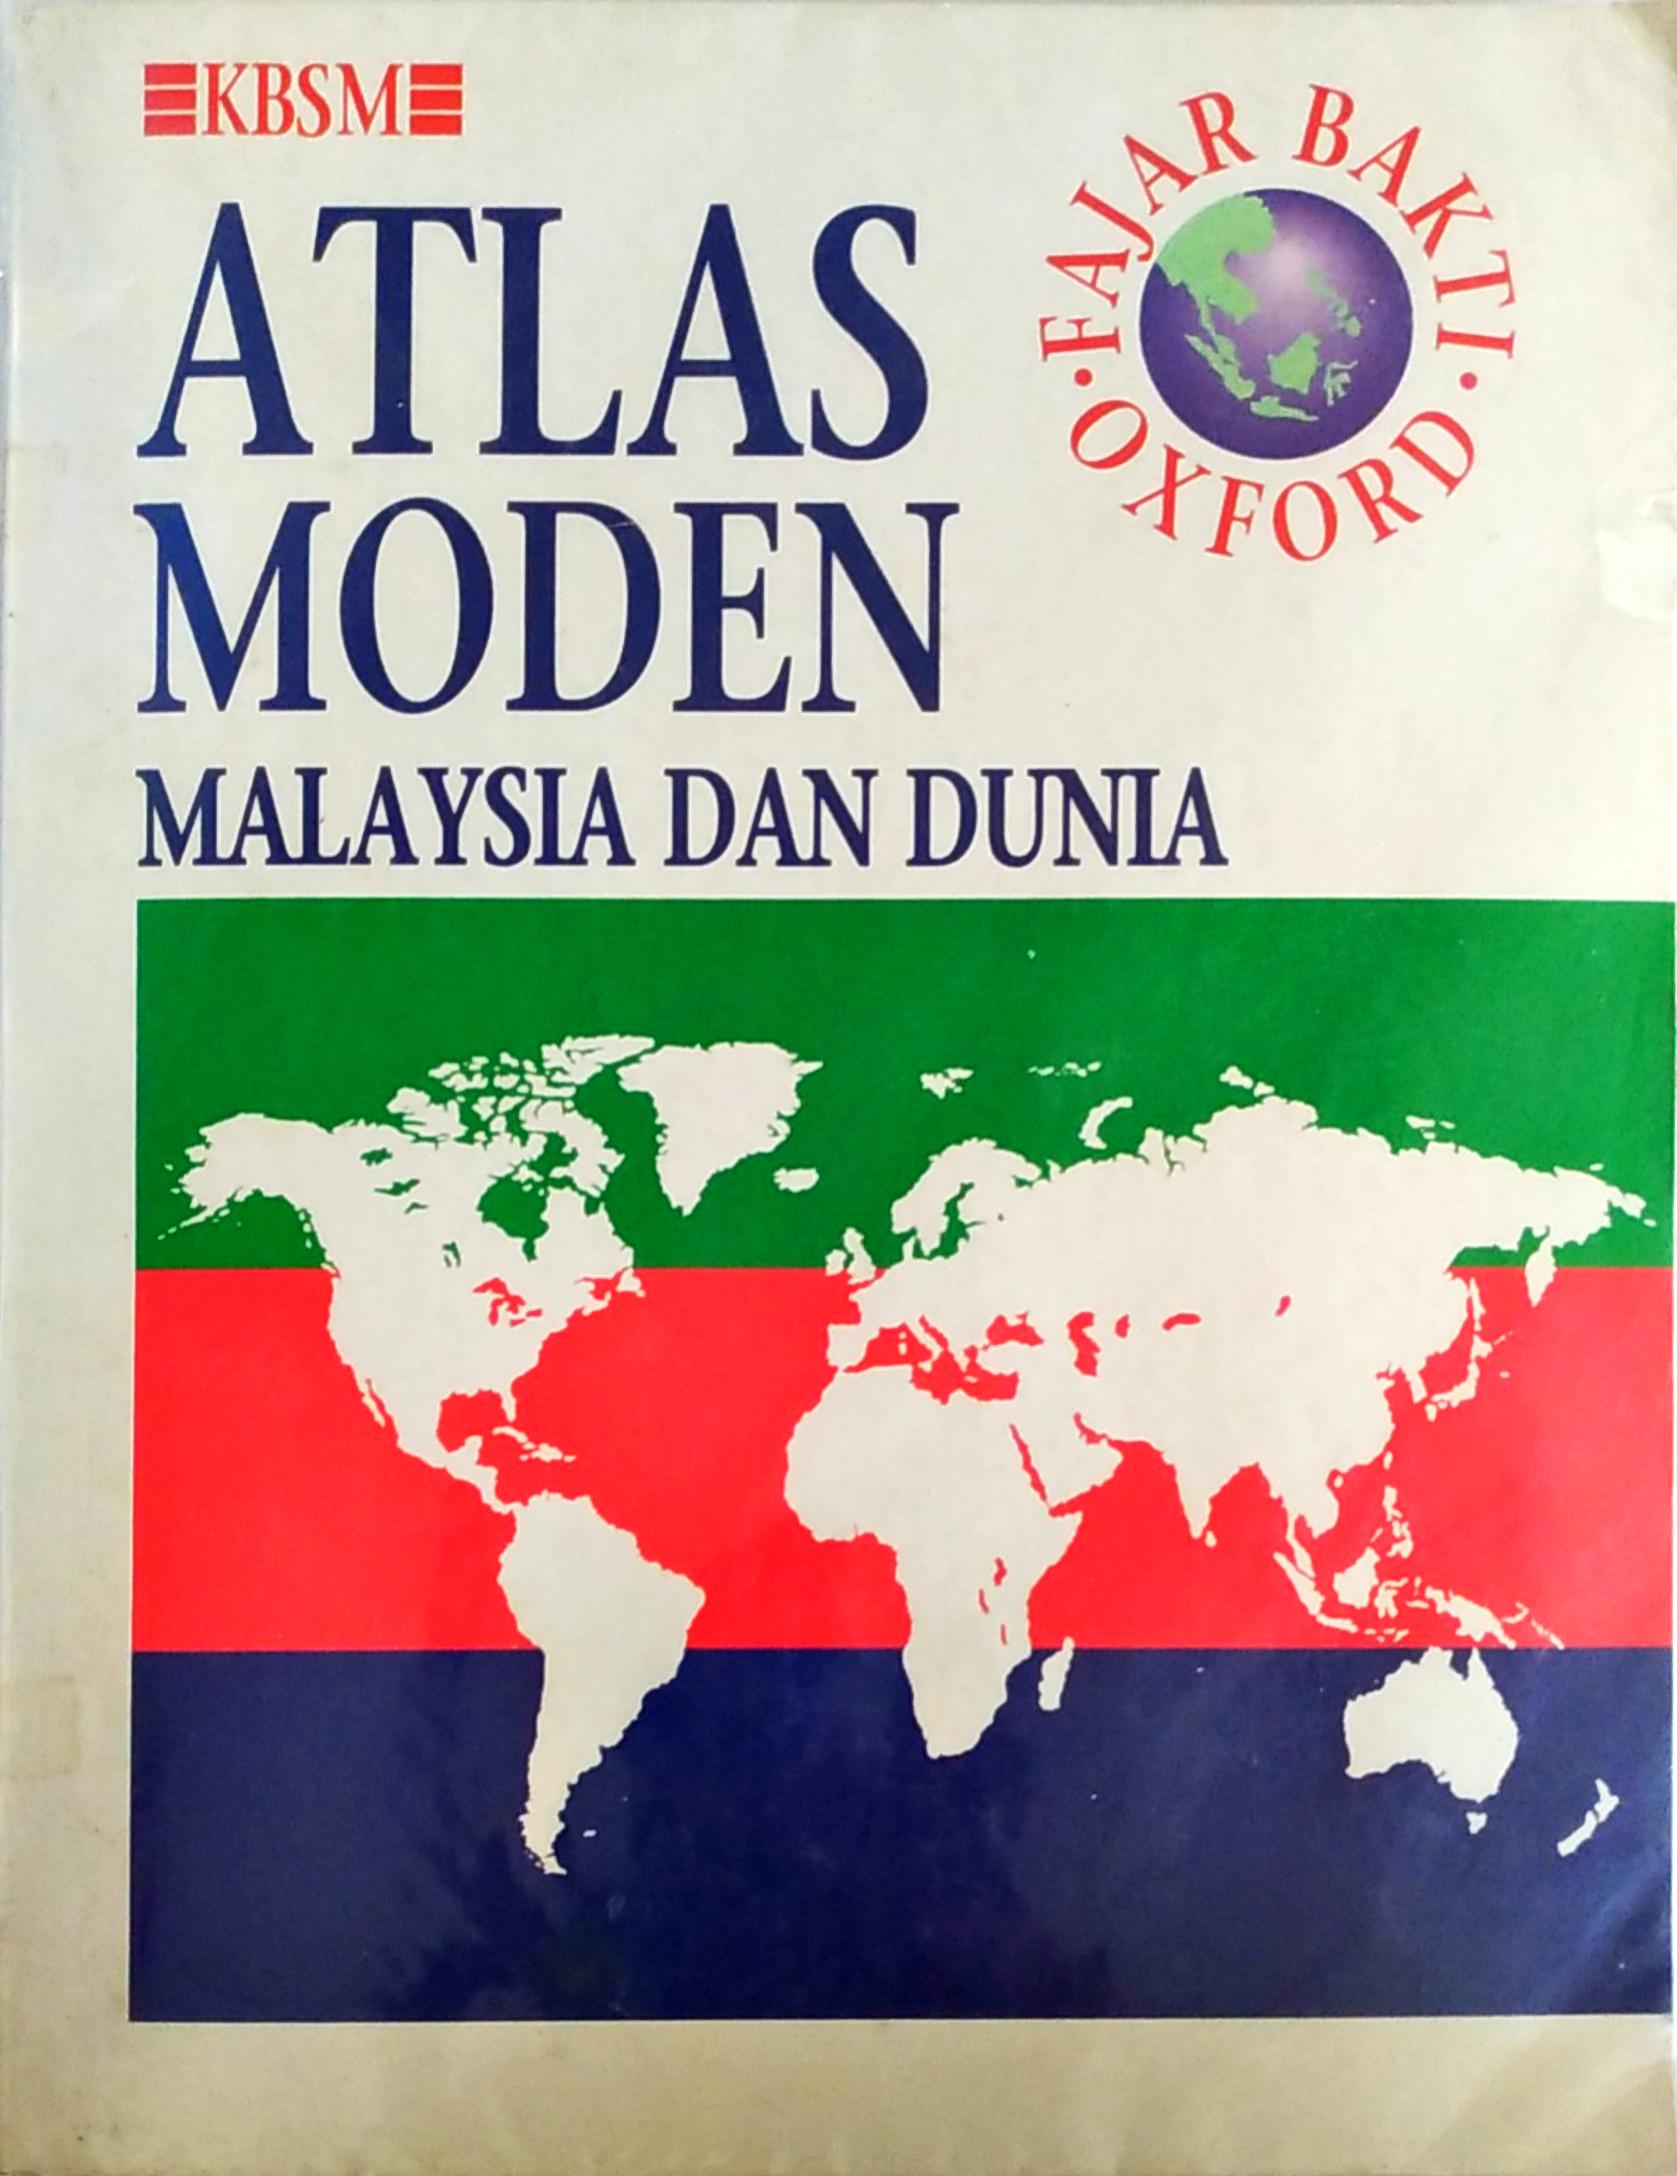 KBSM
ATLAS
MODEN
MALAYSIA DAN DUNIA
FAJAR BAKTI
OXFORD